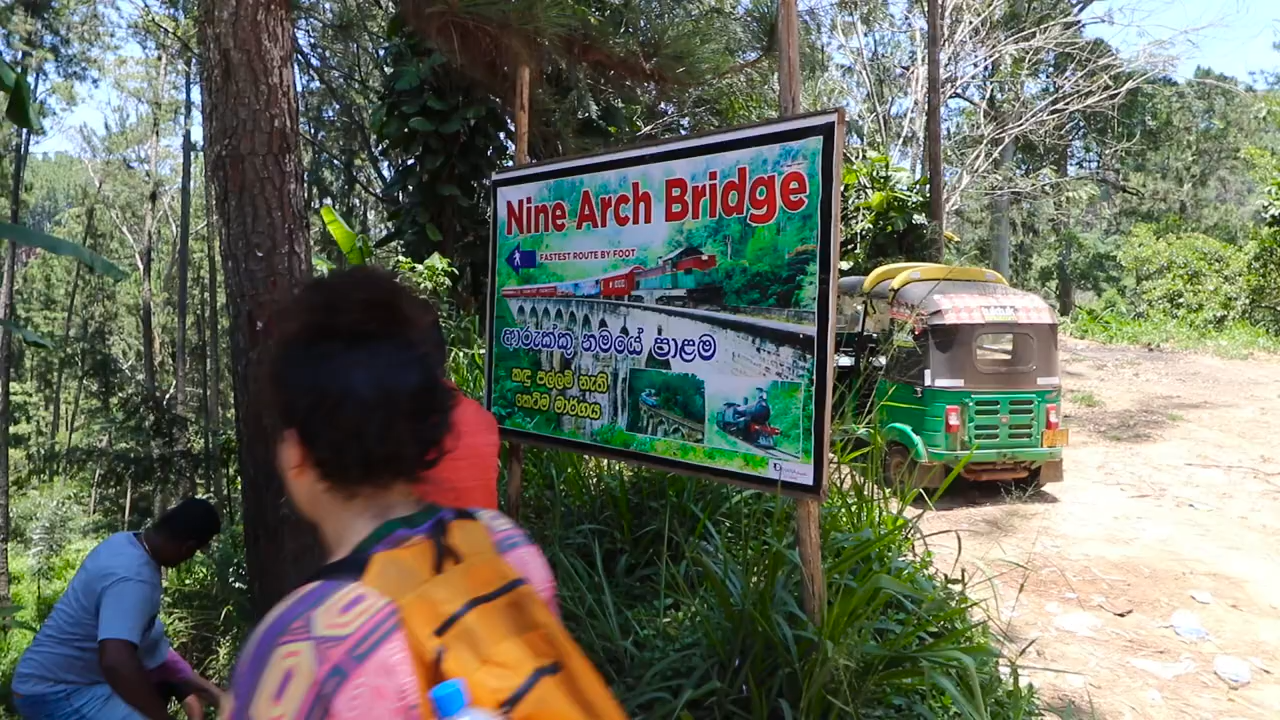 Nine Arch Bridge
FASTEST ROUTE BY FOOT
ආරුක්කු නමයේ පාළම
කඳු පල්ලම් නැති
කෙටිම මාර්ගය